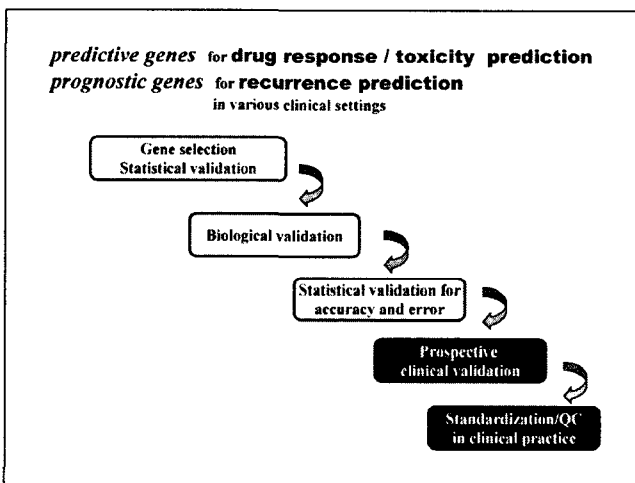 predictive genes for drug response / toxicity prediction
prognostic genes for recurrence prediction
in various clinical settings
Gene selection
Statistical validation
Biological validation
Statistical validation for
accuracy and error
Prospective
clinical validation
Standardization/QC
in clinical practice